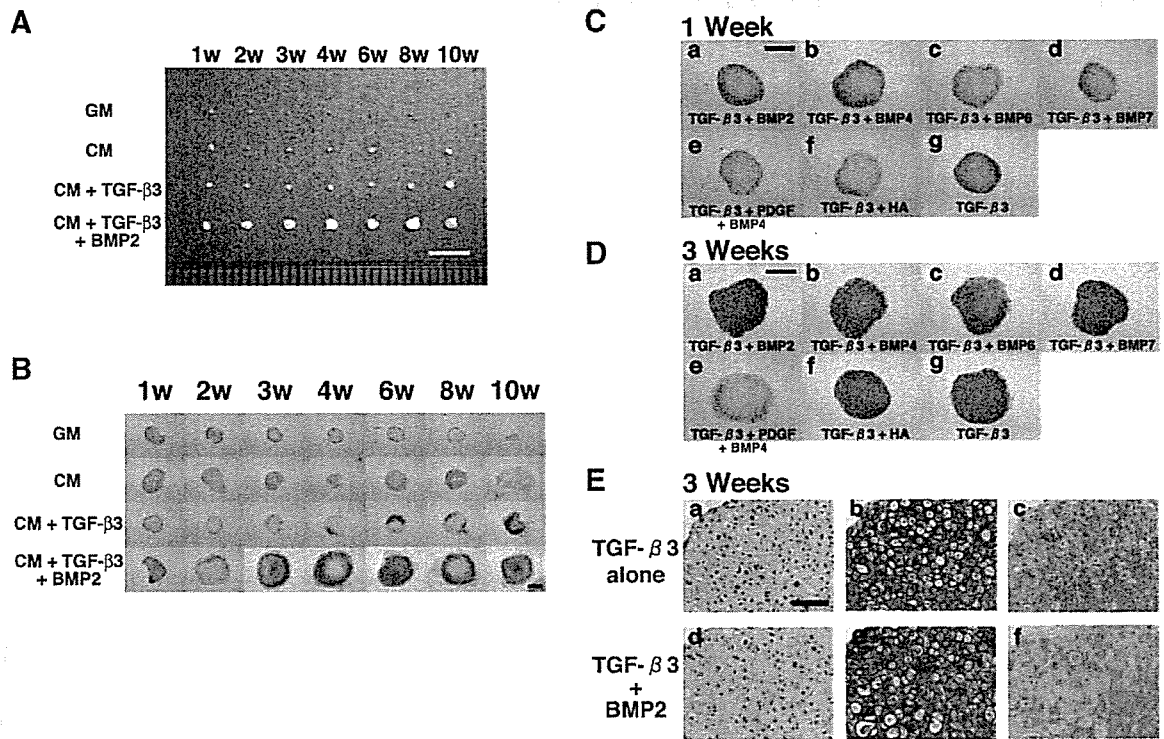 A
1w 2w 3w 4w 6w 8w 10w
GM
CM
CM + TGF-β3
CM + TGF-β3
+ BMP2
B
1w 2w 3w 4w 6w 8w 10w
GM
CM
CM + TGF-β3
CM + TGF-β3
+ BMP2
C
1 Week
a b c d
TGF-β3 + BMP2 TGF-β3 + BMP4 TGF-β3 + BMP6 TGF-β3 + BMP7
e f g
TGF-β3 + PDGF TGF-β3 + HA TGF-β3
+ BMP4
D
3 Weeks
a b c d
TGF-β3 + BMP2 TGF-β3 + BMP4 TGF-β3 + BMP6 TGF-β3 + BMP7
e f g
TGF-β3 + PDGF TGF-β3 + HA TGF-β3
+ BMP4
E
3 Weeks
a b c
TGF-β3
alone
d f
TGF-β3
+
BMP2